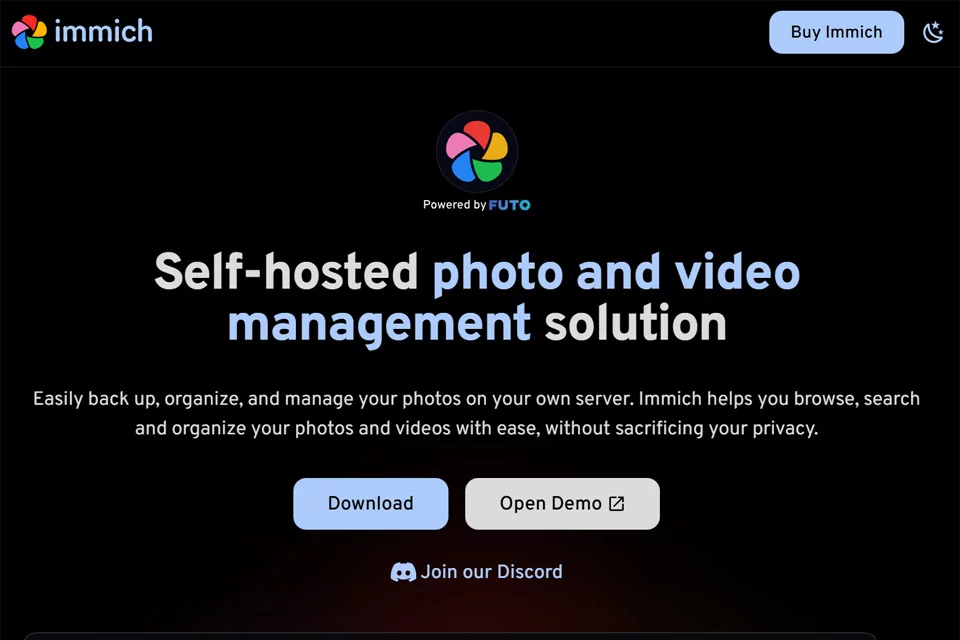 immich
Buy Immich
Powered by FUTO
Self-hosted photo and video
management solution
Easily back up, organize, and manage your photos on your own server. Immich helps you browse, search
and organize your photos and videos with ease, without sacrificing your privacy.
Download
Open Demo
Join our Discord